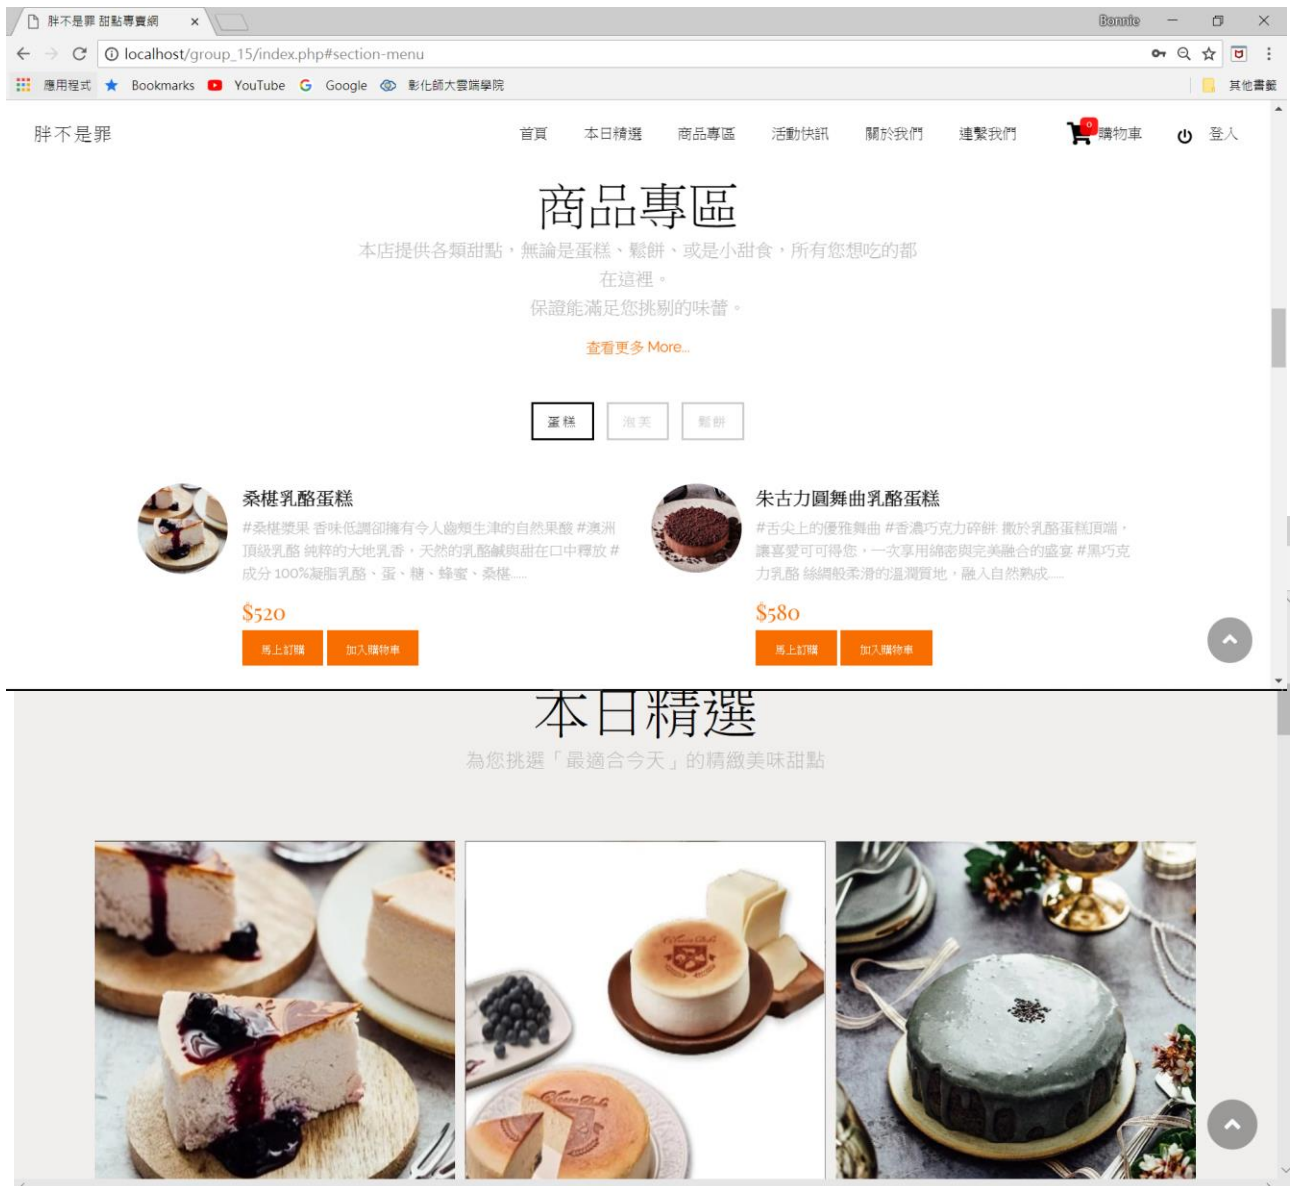 胖不是罪 甜點專賣網
Bonnie
localhost/group_15/index.php#section-menu
應用程式 Bookmarks YouTube Google 彰化師大雲端學院 其他書籤
胖不是罪 首頁 本日精選 商品專區 活動快訊 關於我們 連繫我們 0 購物車 登入
商品專區
本店提供各類甜點，無論是蛋糕、鬆餅、或是小甜食，所有您想吃的都
在這裡。
保證能滿足您挑剔的味蕾。
查看更多 More...
蛋糕 泡芙 鬆餅
桑椹乳酪蛋糕
#桑椹漿果 香味低調卻擁有令人齒頰生津的自然果酸 #澳洲
頂級乳酪 純粹的大地乳香，天然的乳酪鹹與甜在口中釋放 #
成分 100%凝脂乳酪、蛋、糖、蜂蜜、桑椹......
$520
馬上訂購 加入購物車
朱古力圓舞曲乳酪蛋糕
#舌尖上的優雅舞曲 #香濃巧克力碎餅 撒於乳酪蛋糕頂端，
讓喜愛可可得您，一次享用綿密與完美融合的盛宴 #黑巧克
力乳酪 絲綢般柔滑的溫潤質地，融入自然熟成......
$580
馬上訂購 加入購物車
本日精選
為您挑選「最適合今天」的精緻美味甜點